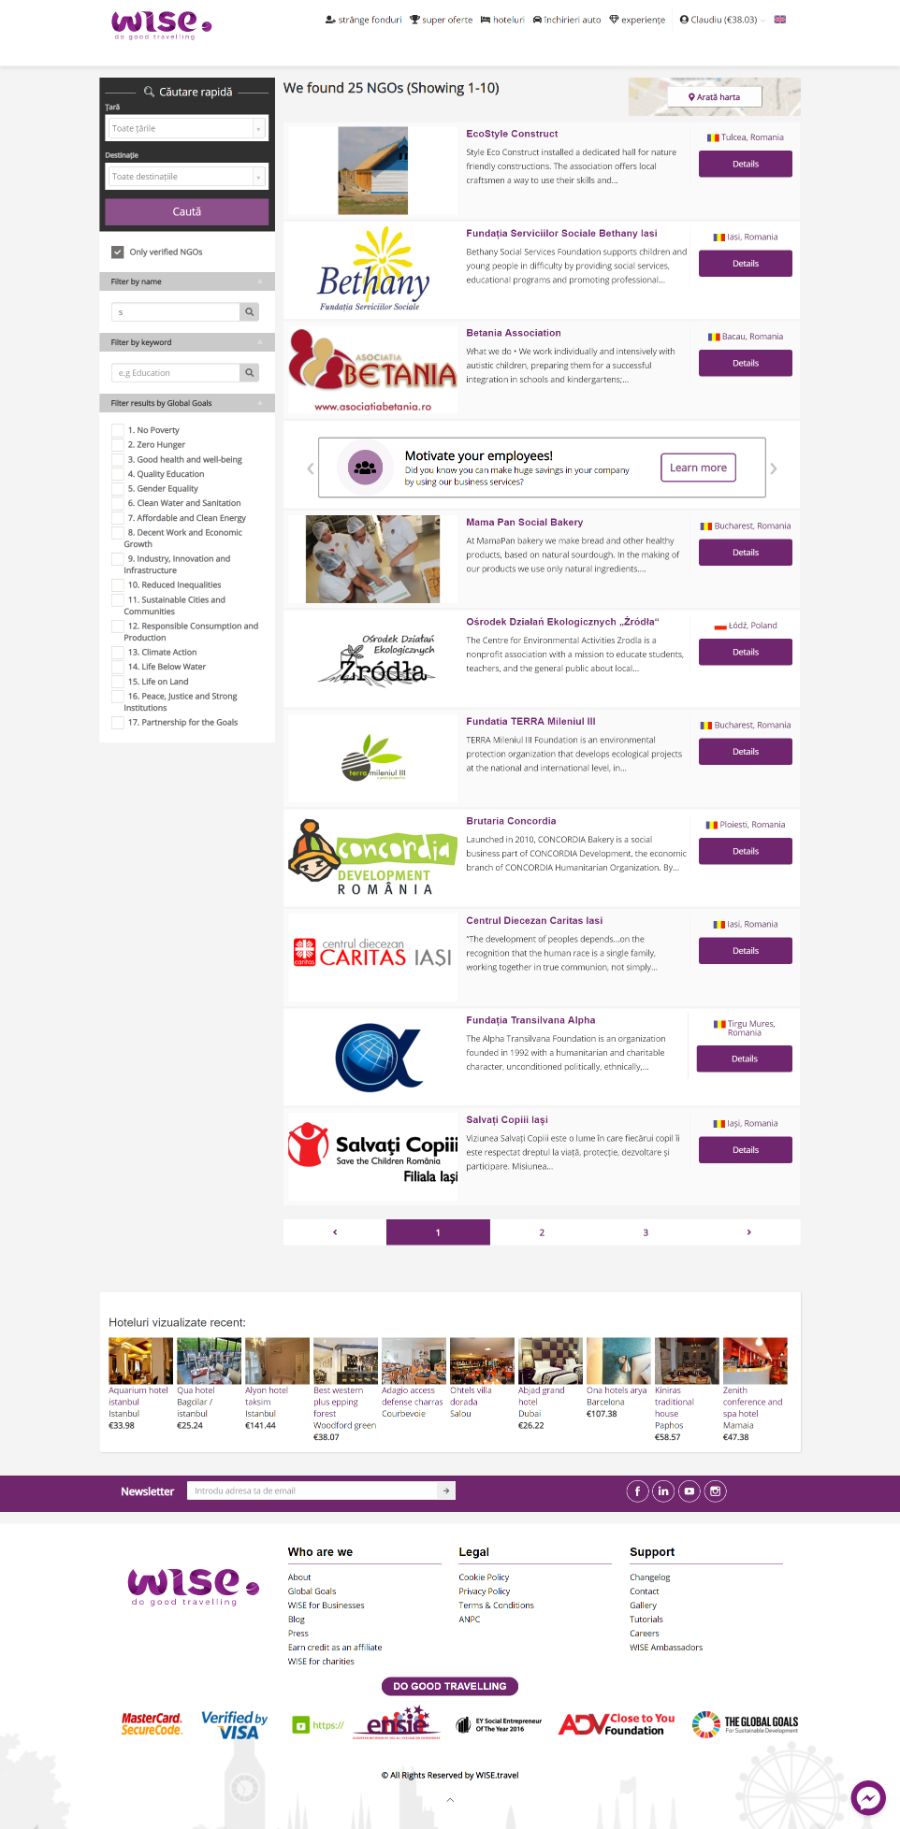 wise.
do good travelling
strânge fonduri
super oferte
hoteluri
închirieri auto
experiențe
Claudiu (€38.03)
Căutare rapidă
Țară
Toate țările
Destinație
Toate destinațiile
Caută
Only verified NGOs
Filter by name
s
Filter by keyword
e.g Education
Filter results by Global Goals
1. No Poverty
2. Zero Hunger
3. Good health and well-being
4. Quality Education
5. Gender Equality
6. Clean Water and Sanitation
7. Affordable and Clean Energy
8. Decent Work and Economic
Growth
9. Industry, Innovation and
Infrastructure
10. Reduced Inequalities
11. Sustainable Cities and
Communities
12. Responsible Consumption and
Production
13. Climate Action
14. Life Below Water
15. Life on Land
16. Peace, Justice and Strong
Institutions
17. Partnership for the Goals
We found 25 NGOs (Showing 1-10)
Arată harta
EcoStyle Construct
Style Eco Construct installed a dedicated hall for nature
friendly constructions. The association offers local
craftsmen a way to use their skills and...
Tulcea, Romania
Details
Bethany
Fundația Serviciilor Sociale
Fundația Serviciilor Sociale Bethany Iasi
Bethany Social Services Foundation supports children and
young people in difficulty by providing social services,
educational programs and promoting professional...
Iasi, Romania
Details
ASOCIATIA
BETANIA
www.asociatiabetania.ro
Betania Association
What we do • We work individually and intensively with
autistic children, preparing them for a successful
integration in schools and kindergartens;...
Bacau, Romania
Details
Motivate your employees!
Did you know you can make huge savings in your company
by using our business services?
Learn more
Mama Pan Social Bakery
At MamaPan bakery we make bread and other healthy
products, based on natural sourdough. In the making of
our products we use only natural ingredients,...
Bucharest, Romania
Details
Ośrodek Działań
Ekologicznych
Źródła
Ośrodek Działań Ekologicznych „Źródła“
The Centre for Environmental Activities Zrodla is a
nonprofit association with a mission to educate students,
teachers, and the general public about local...
Łódź, Poland
Details
terra mileniul III
Fundatia TERRA Mileniul III
TERRA Mileniul III Foundation is an environmental
protection organization that develops ecological projects
at the national and international level, in...
Bucharest, Romania
Details
concordia
DEVELOPMENT
ROMÂNIA
Brutaria Concordia
Launched in 2010, CONCORDIA Bakery is a social
business part of CONCORDIA Development, the economic
branch of CONCORDIA Humanitarian Organization. By...
Ploiesti, Romania
Details
caritas
centrul diecezan
CARITAS IAȘI
Centrul Diecezan Caritas Iasi
“The development of peoples depends...on the
recognition that the human race is a single family,
working together in true communion, not simply...
Iasi, Romania
Details
Fundația Transilvana Alpha
The Alpha Transilvana Foundation is an organization
founded in 1992 with a humanitarian and charitable
character, unconditioned politically, ethnically,...
Tirgu Mures,
Romania
Details
Salvați Copiii
Save the Children România
Filiala Iași
Salvați Copiii Iași
Viziunea Salvați Copiii este o lume în care fiecărui copil îi
este respectat dreptul la viață, protecție, dezvoltare și
participare. Misiunea...
Iași, Romania
Details
1
2
3
Hoteluri vizualizate recent:
Aquarium hotel
istanbul
Istanbul
€33.98
Qua hotel
Bagcilar /
istanbul
€25.24
Alyon hotel
taksim
Istanbul
€141.44
Best western
plus epping
forest
Woodford green
€38.07
Adagio access
defense charras
Courbevoie
Ohtels villa
dorada
Salou
Abjad grand
hotel
Dubai
€26.22
Ona hotels arya
Barcelona
€107.38
Kiniras
traditional
house
Paphos
€58.57
Zenith
conference and
spa hotel
Mamaia
€47.38
Newsletter
Introdu adresa ta de email!
wise.
do good travelling
Who are we
About
Global Goals
WISE for Businesses
Blog
Press
Earn credit as an affiliate
WISE for charities
Legal
Cookie Policy
Privacy Policy
Terms & Conditions
ANPC
Support
Changelog
Contact
Gallery
Tutorials
Careers
WISE Ambassadors
DO GOOD TRAVELLING
MasterCard.
SecureCode.
Verified by
VISA
https://
ensie
EY Social Entrepreneur
Of The Year 2016
ADV Close to You
Foundation
THE GLOBAL GOALS
For Sustainable Development
© All Rights Reserved by WISE.travel